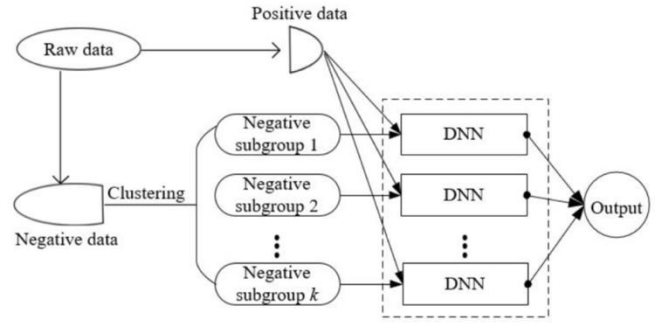 Positive data
Raw data
Negative
subgroup 1
DNN
Clustering
Negative
subgroup 2
DNN
Output
Negative data
Negative
subgroup k
DNN